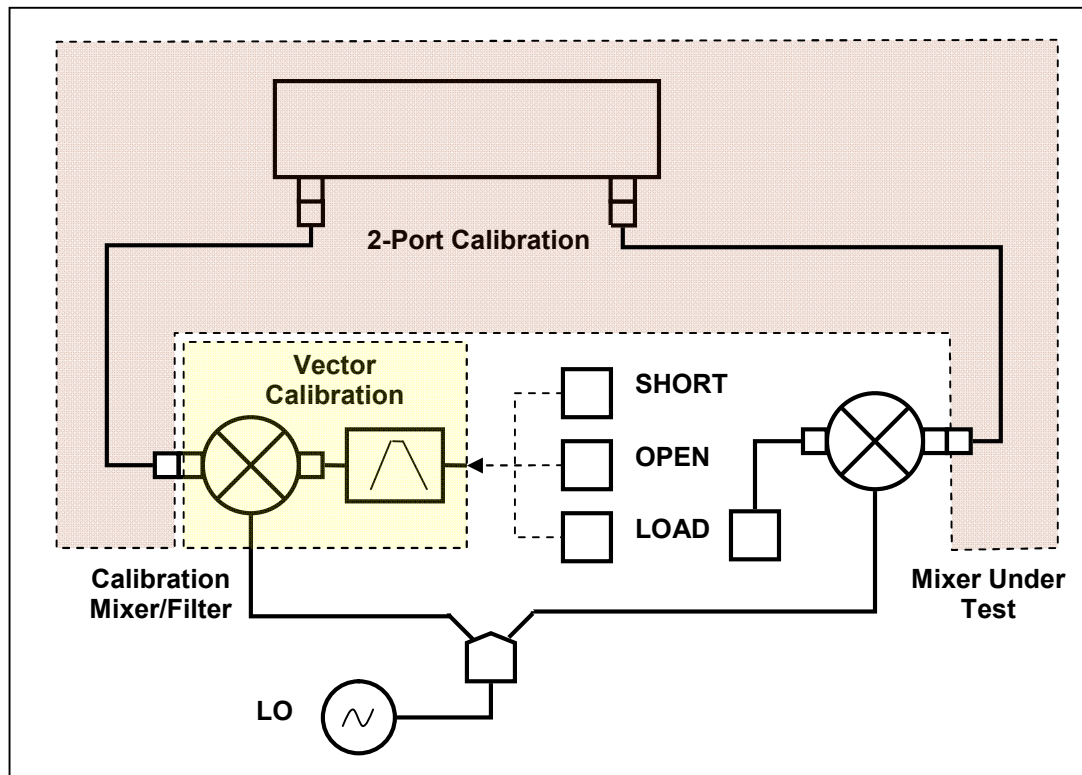 2-Port Calibration
Vector
Calibration
SHORT
OPEN
LOAD
Calibration
Mixer/Filter
Mixer Under
Test
LO